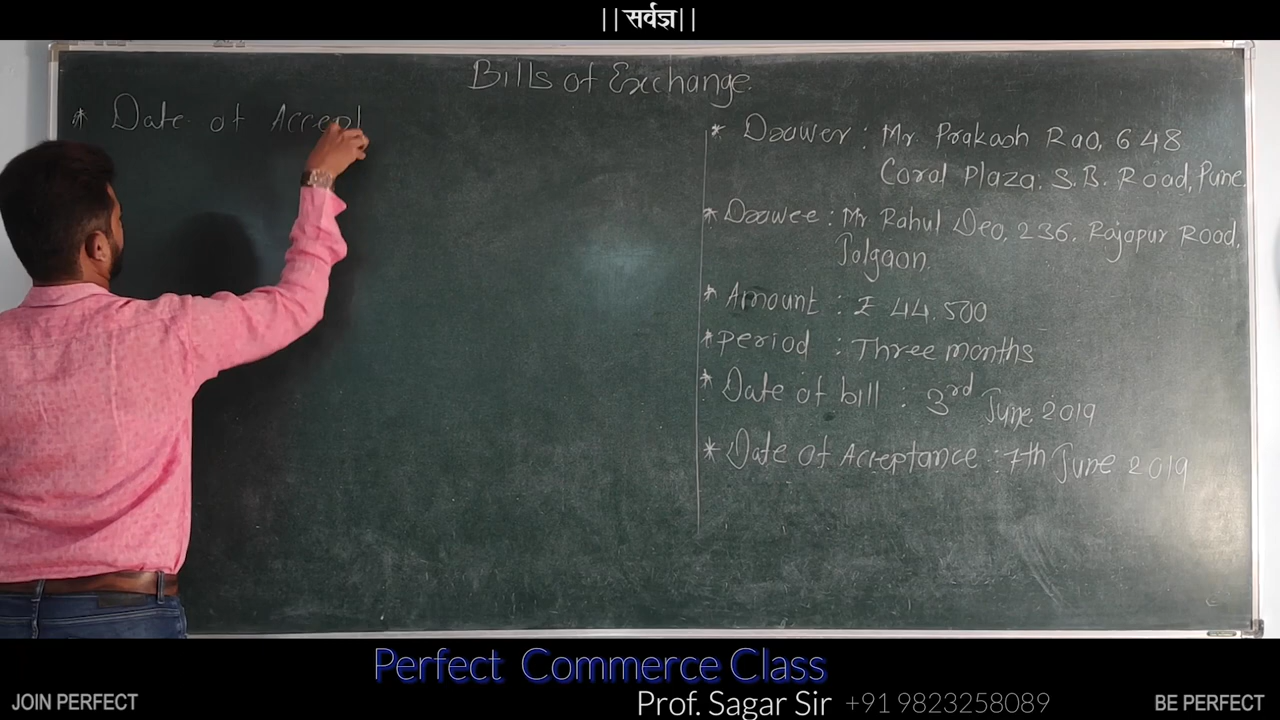 ||सर्वज्ञ||
Bills of Exchange.
* Date of Accept
* Drawer : Mr. Prakash Rao, 648
Coral Plaza. S.B. Road, Pune.
* Drawee : Mr Rahul Deo, 236. Rajapur Road,
Jalgaon.
* Amount : ₹ 44.500
* Period : Three months
* Date of bill : 3rd June. 2019
* Date of Acceptance : 7th June 2019
Perfect Commerce Class
JOIN PERFECT
Prof. Sagar Sir +91 9823258089
BE PERFECT